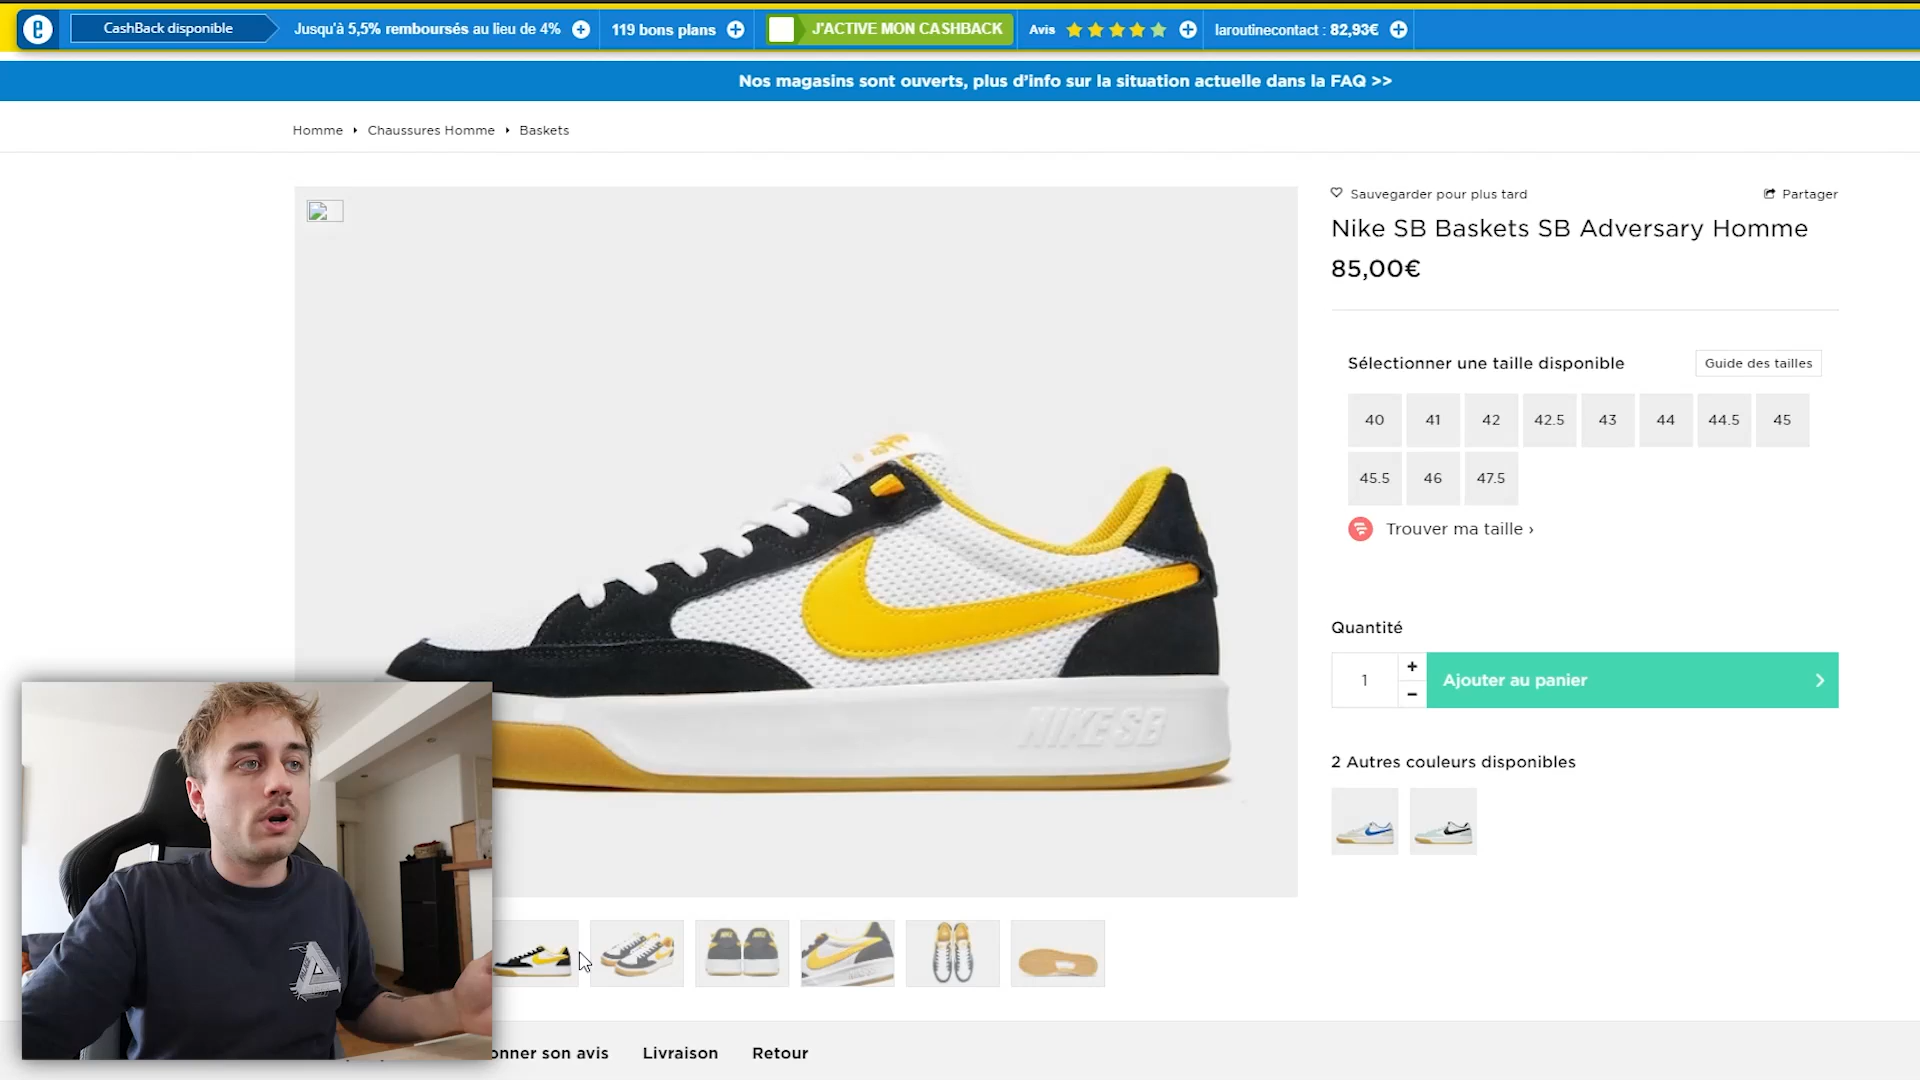 CashBack disponible
Jusqu'à 5,5% remboursés au lieu de 4%
119 bons plans
J'ACTIVE MON CASHBACK
Avis
laroutinecontact : 82,93€
Nos magasins sont ouverts, plus d'info sur la situation actuelle dans la FAQ >>
Homme
Chaussures Homme
Baskets
Sauvegarder pour plus tard
Partager
Nike SB Baskets SB Adversary Homme
85,00€
Sélectionner une taille disponible
Guide des tailles
40 41 42 42.5 43 44 44.5 45
45.5 46 47.5
Trouver ma taille ›
NIKE SB
Quantité
1 + −
Ajouter au panier
2 Autres couleurs disponibles
onner son avis
Livraison
Retour